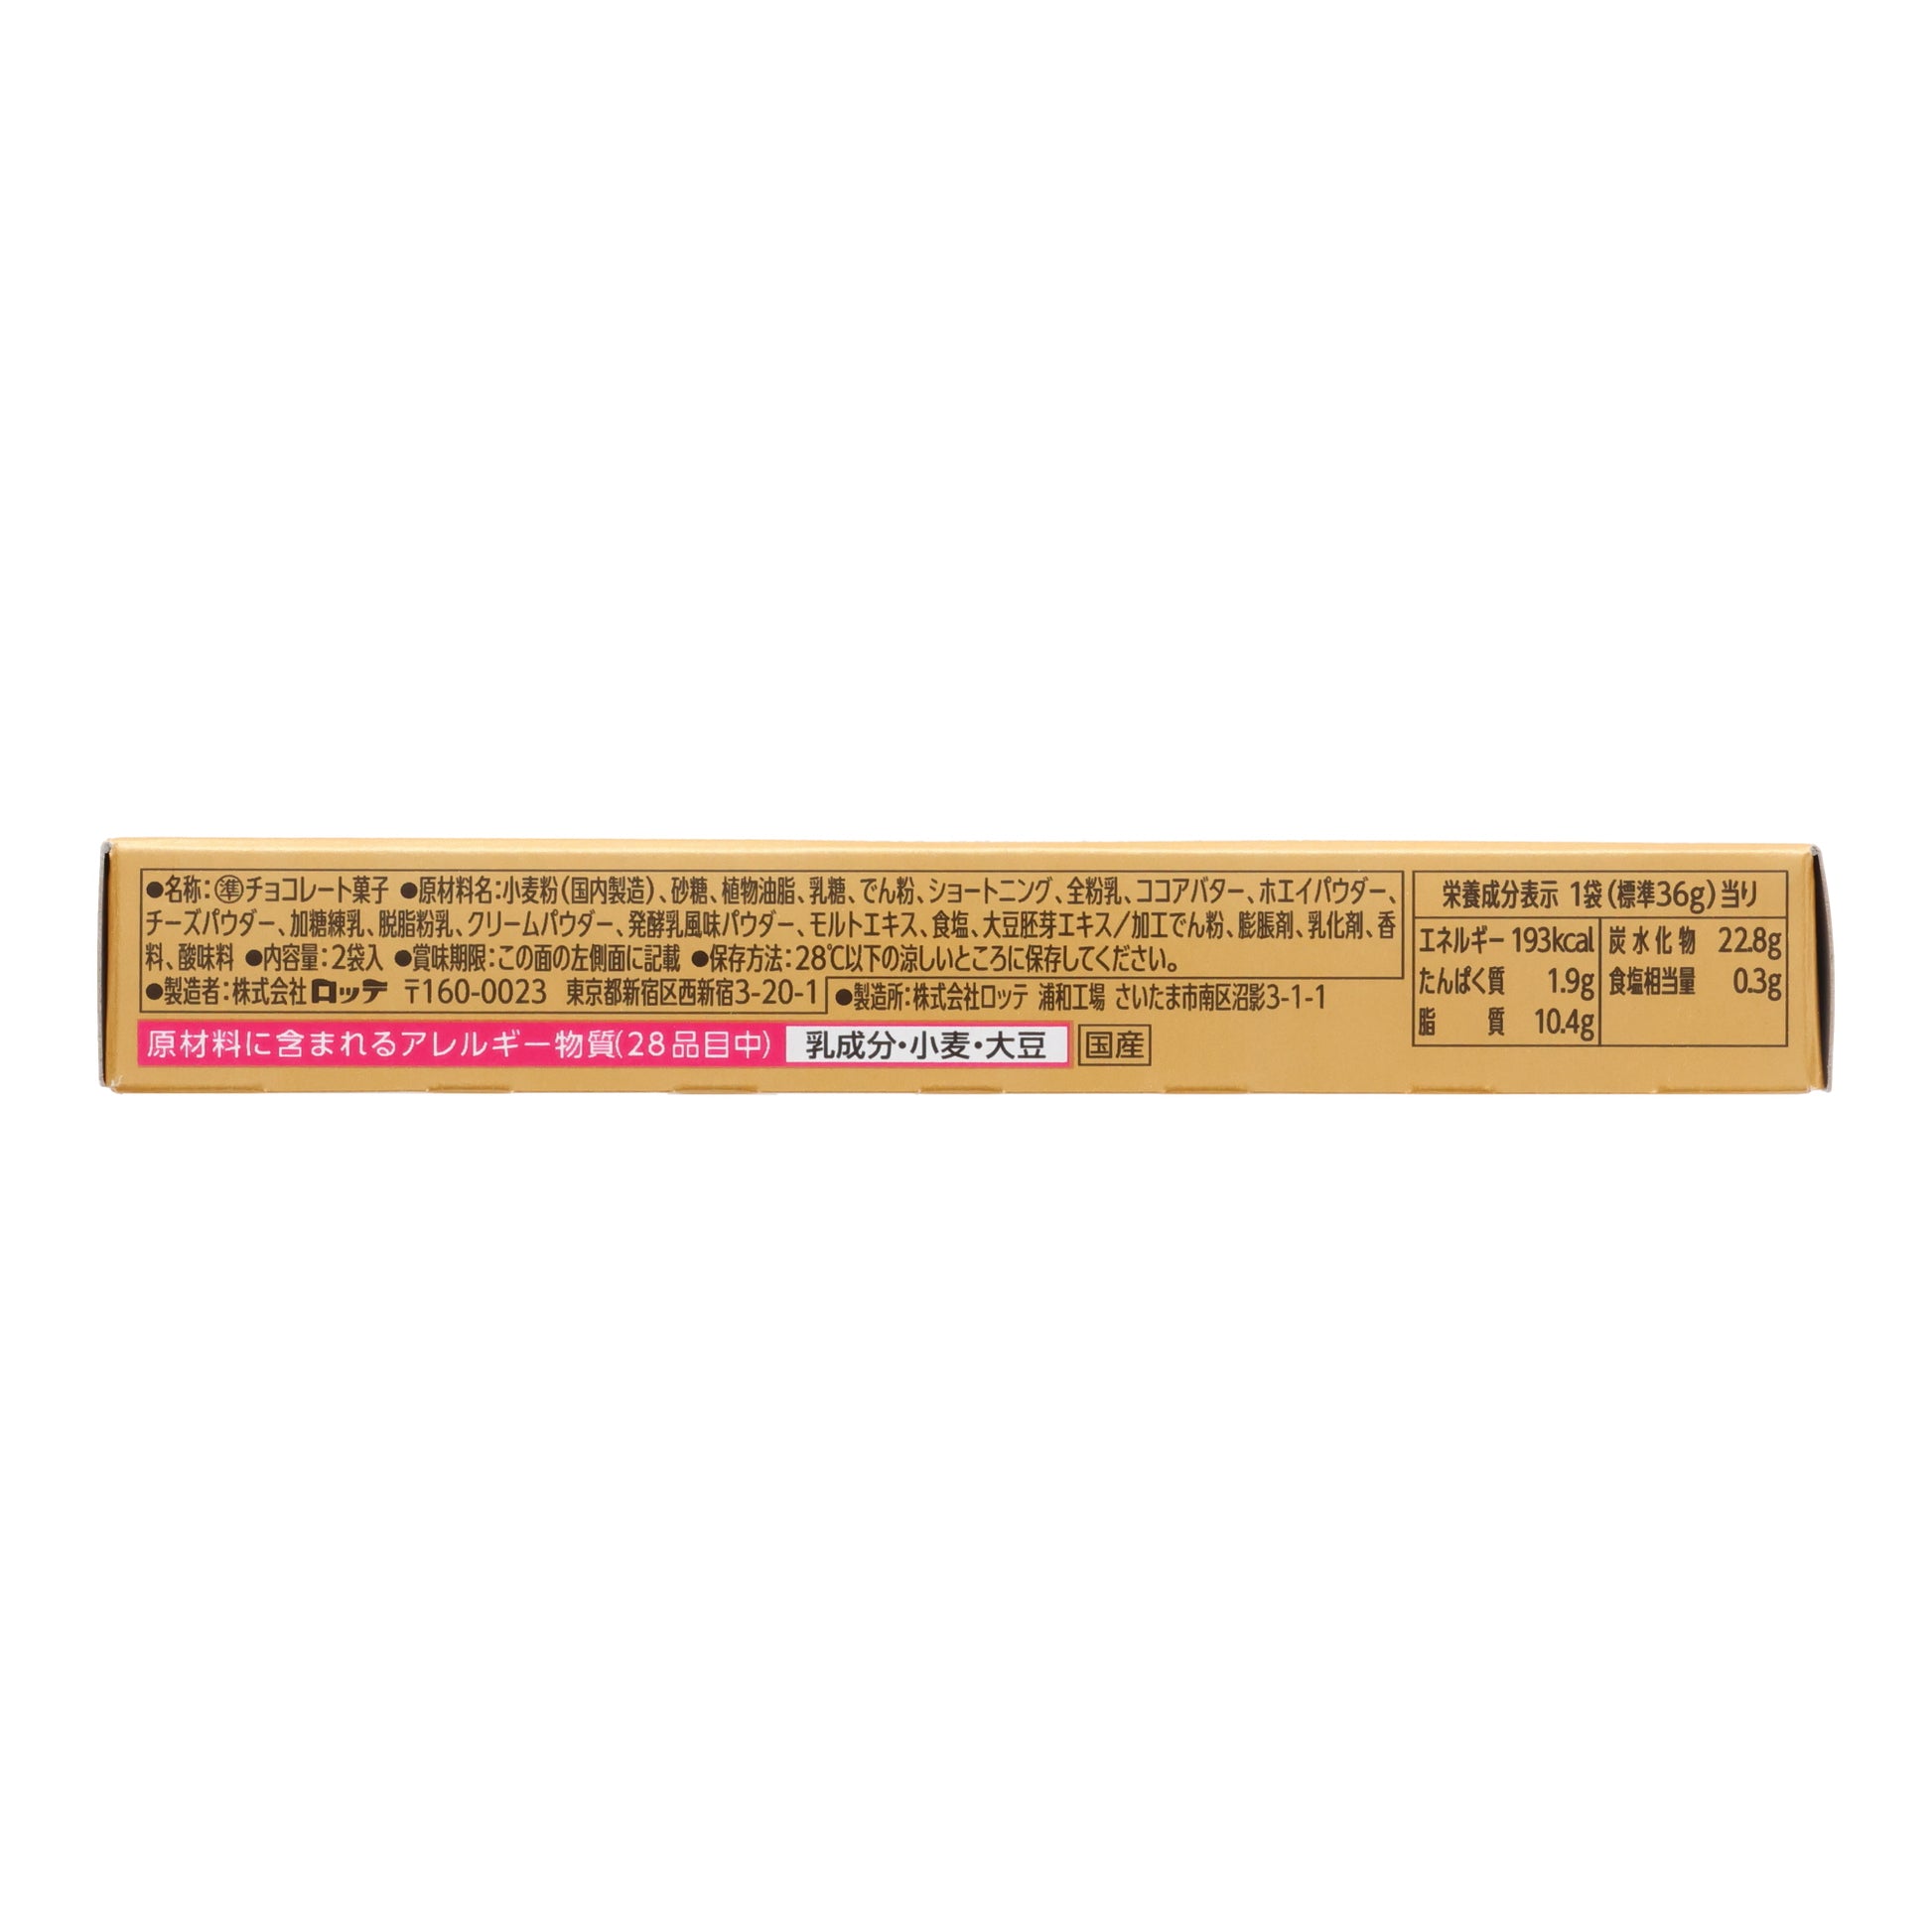 ●名称：㊜チョコレート菓子 ●原材料名：小麦粉(国内製造)、砂糖、植物油脂、乳糖、でん粉、ショートニング、全粉乳、ココアバター、ホエイパウダー、
チーズパウダー、加糖練乳、脱脂粉乳、クリームパウダー、発酵乳風味パウダー、モルトエキス、食塩、大豆胚芽エキス／加工でん粉、膨脹剤、乳化剤、香
料、酸味料 ●内容量：2袋入 ●賞味期限：この面の左側面に記載 ●保存方法：28℃以下の涼しいところに保存してください。
●製造者：株式会社ロッテ 〒160-0023 東京都新宿区西新宿3-20-1
●製造所：株式会社ロッテ 浦和工場 さいたま市南区沼影3-1-1
原材料に含まれるアレルギー物質(28品目中) 乳成分・小麦・大豆 国産
栄養成分表示 1袋(標準36g)当り
エネルギー 193kcal 炭水化物 22.8g
たんぱく質 1.9g 食塩相当量 0.3g
脂質 10.4g